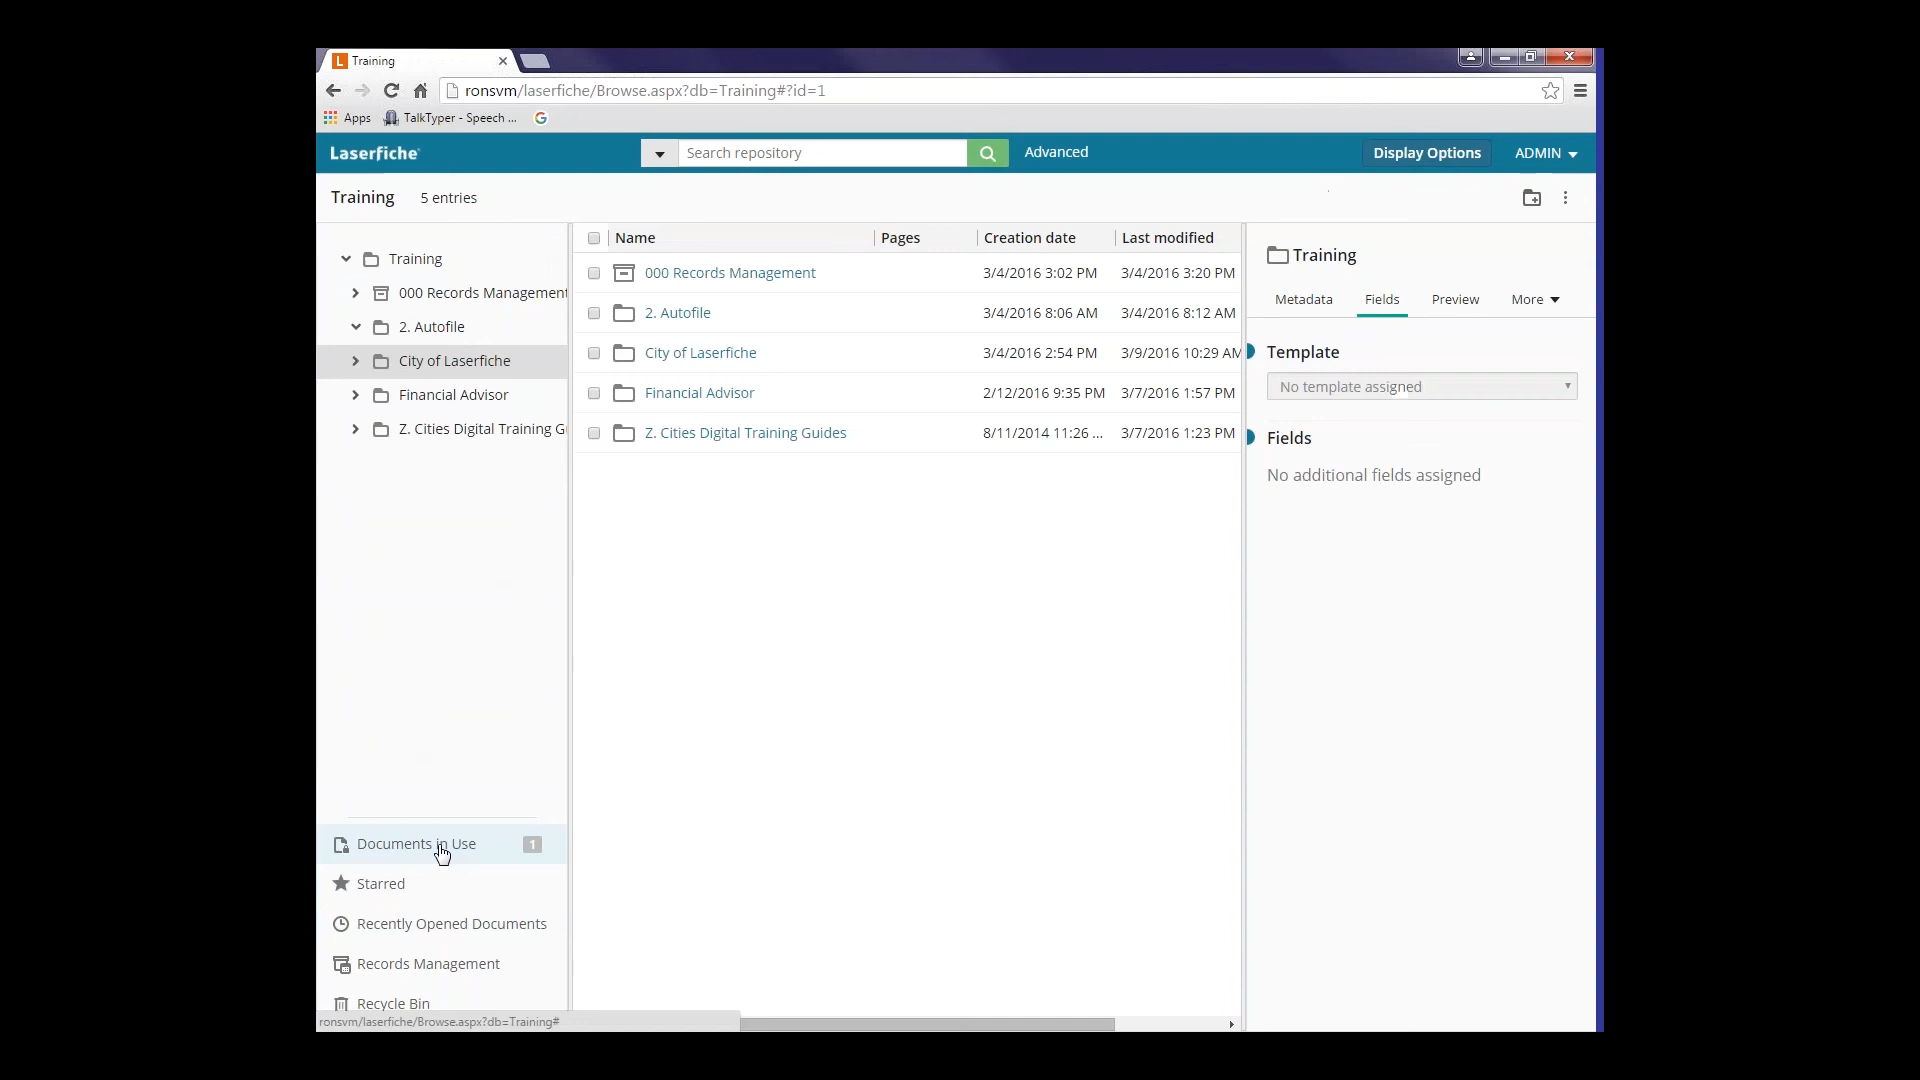 Training
ronsvm/laserfiche/Browse.aspx?db=Training#?id=1
Apps TalkTyper - Speech ...
Laserfiche Search repository Advanced Display Options ADMIN
Training 5 entries
Training
000 Records Management
2. Autofile
City of Laserfiche
Financial Advisor
Z. Cities Digital Training G
Documents in Use 1
Starred
Recently Opened Documents
Records Management
Recycle Bin
ronsvm/laserfiche/Browse.aspx?db=Training#
Name Pages Creation date Last modified
000 Records Management 3/4/2016 3:02 PM 3/4/2016 3:20 PM
2. Autofile 3/4/2016 8:06 AM 3/4/2016 8:12 AM
City of Laserfiche 3/4/2016 2:54 PM 3/9/2016 10:29 AM
Financial Advisor 2/12/2016 9:35 PM 3/7/2016 1:57 PM
Z. Cities Digital Training Guides 8/11/2014 11:26 ... 3/7/2016 1:23 PM
Training
Metadata Fields Preview More
Template
No template assigned
Fields
No additional fields assigned